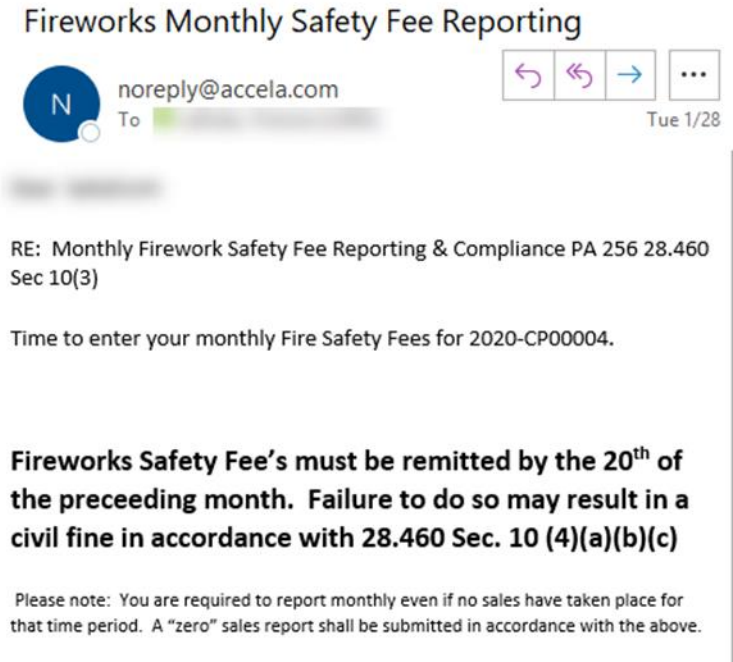 Fireworks Monthly Safety Fee Reporting
N
noreply@accela.com
To
Tue 1/28
RE:  Monthly Firework Safety Fee Reporting & Compliance PA 256 28.460
Sec 10(3)
Time to enter your monthly Fire Safety Fees for 2020-CP00004.
Fireworks Safety Fee's must be remitted by the 20th of
the preceeding month.  Failure to do so may result in a
civil fine in accordance with 28.460 Sec. 10 (4)(a)(b)(c)
Please note:  You are required to report monthly even if no sales have taken place for
that time period.  A “zero” sales report shall be submitted in accordance with the above.